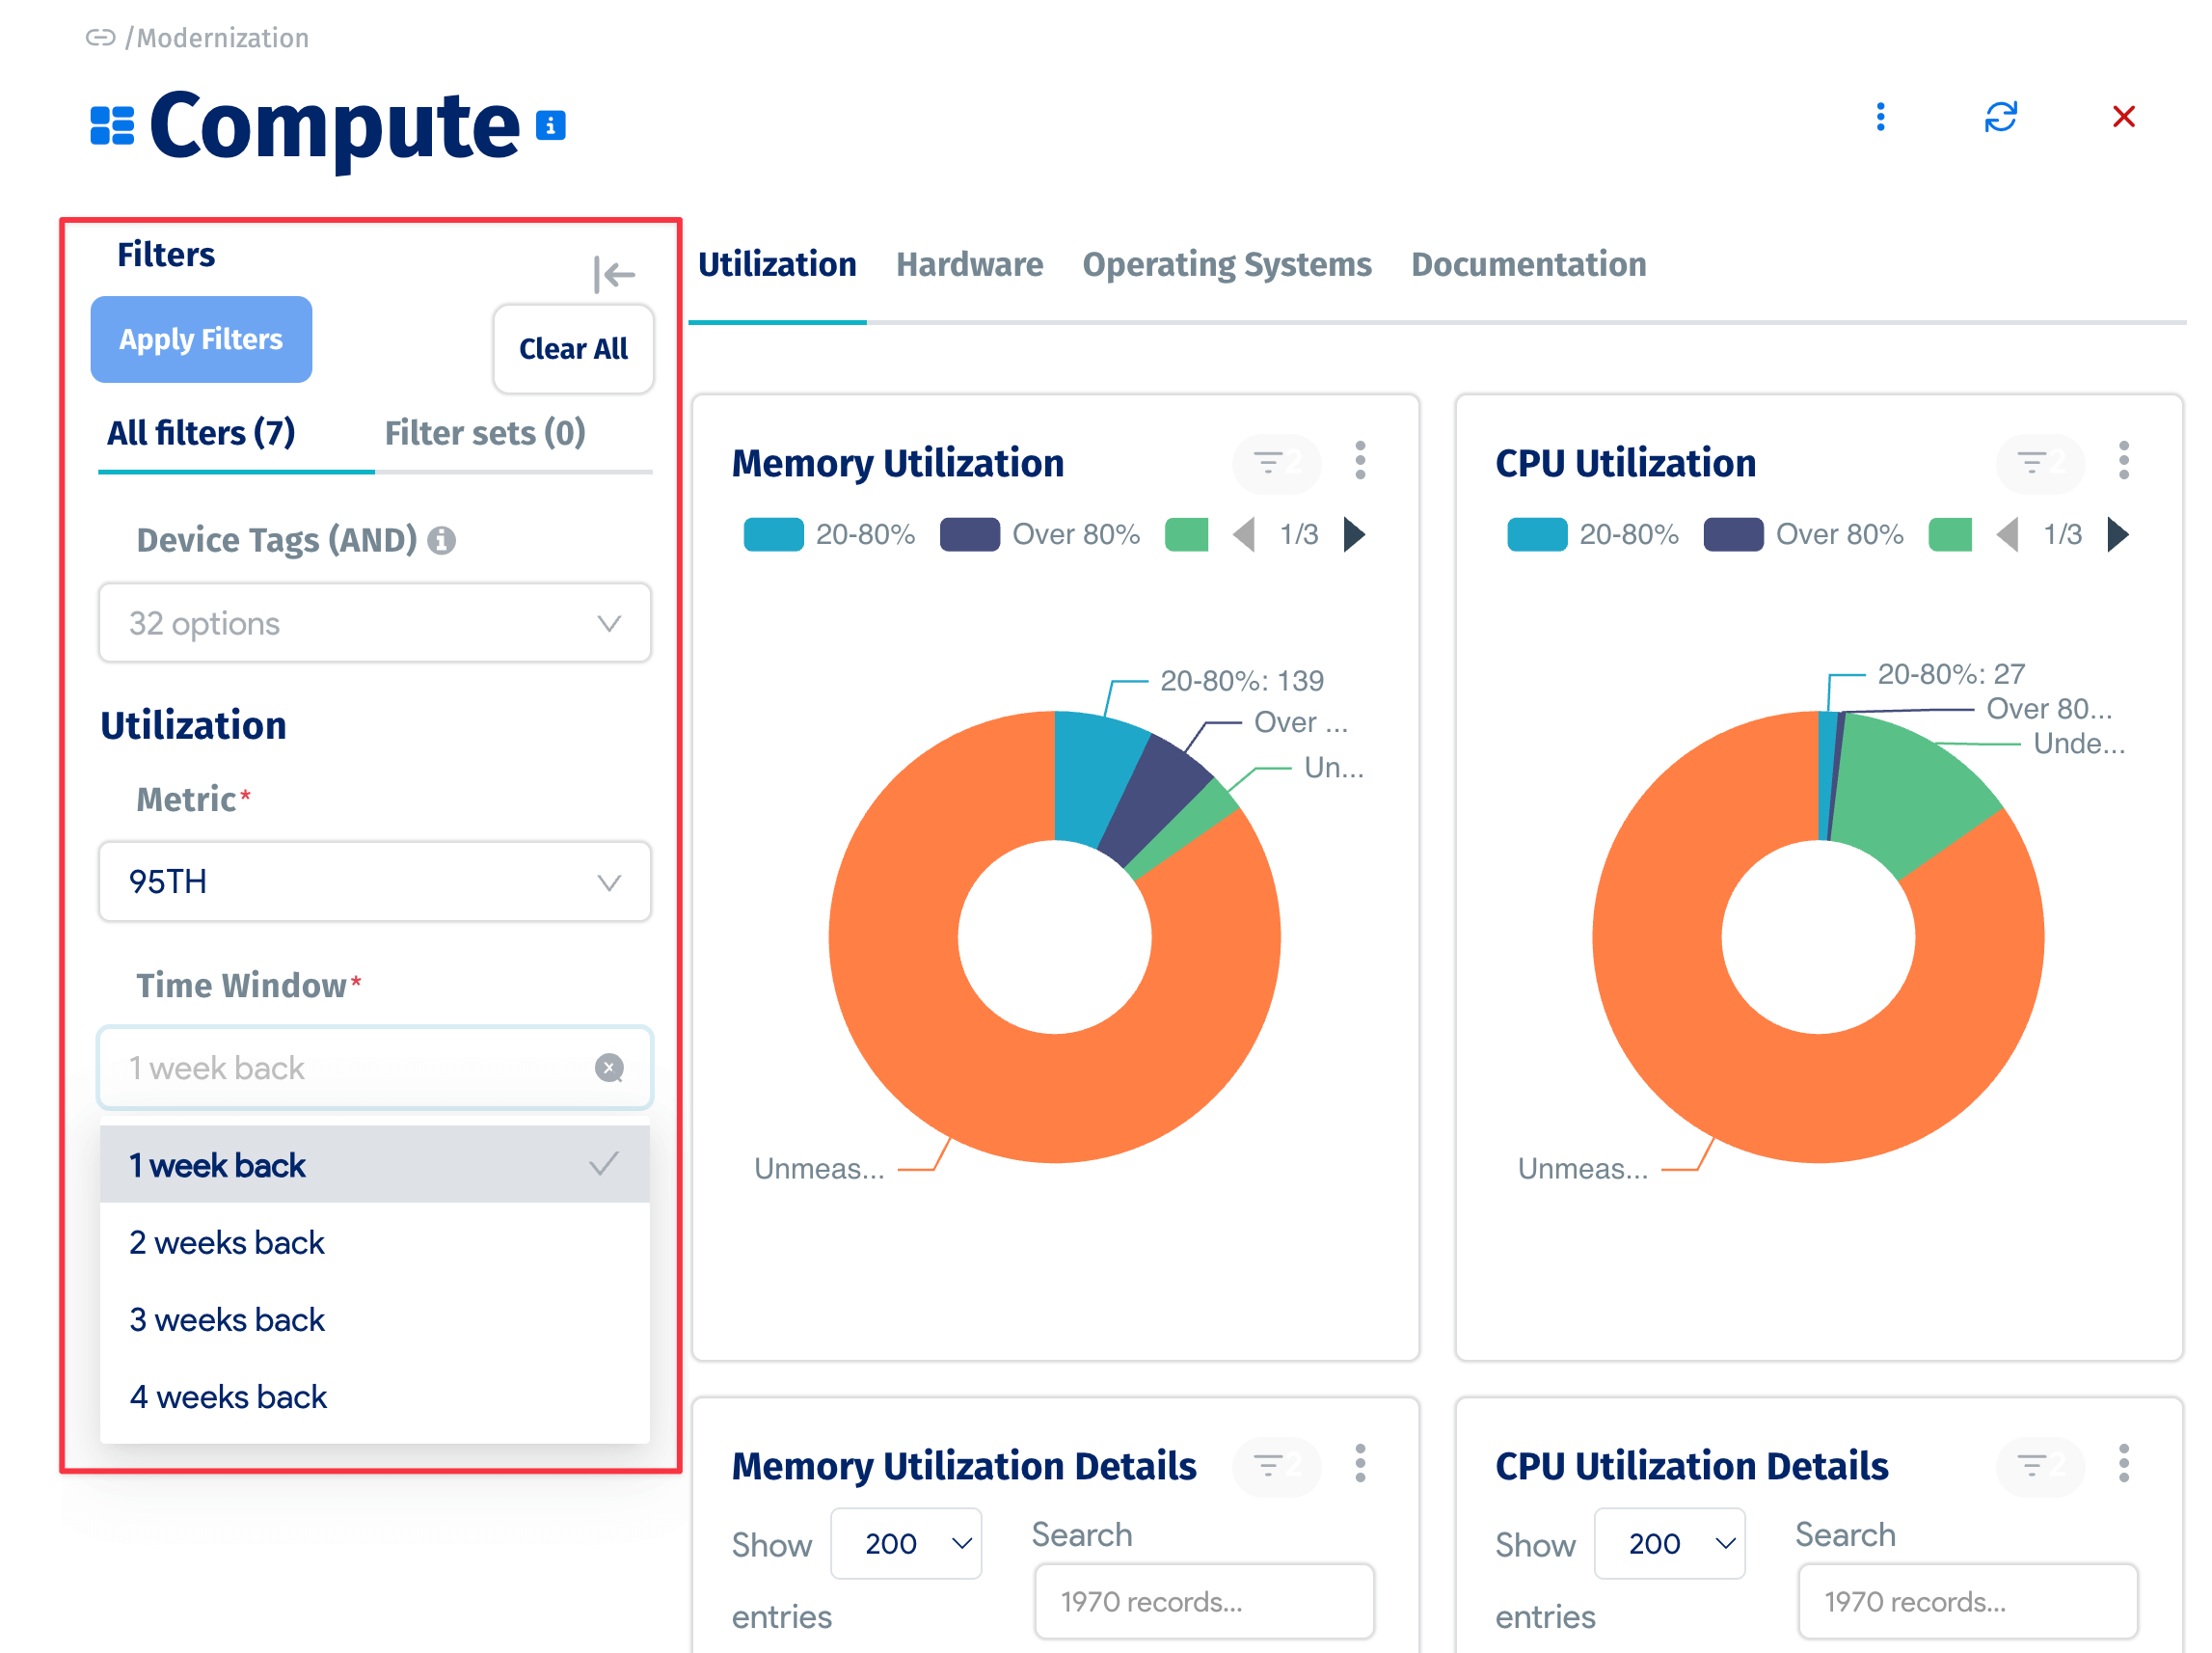 /Modernization
Compute
Filters
Apply Filters
Clear All
All filters (7)
Filter sets (0)
Device Tags (AND)
32 options
Utilization
Metric*
95TH
Time Window*
1 week back
1 week back
2 weeks back
3 weeks back
4 weeks back
Utilization
Hardware
Operating Systems
Documentation
Memory Utilization
2
20-80%
Over 80%
1/3
20-80%: 139
Over ...
Un...
Unmeas...
CPU Utilization
2
20-80%
Over 80%
1/3
20-80%: 27
Over 80...
Unde...
Unmeas...
Memory Utilization Details
2
Show 200 entries
Search
1970 records...
CPU Utilization Details
2
Show 200 entries
Search
1970 records...